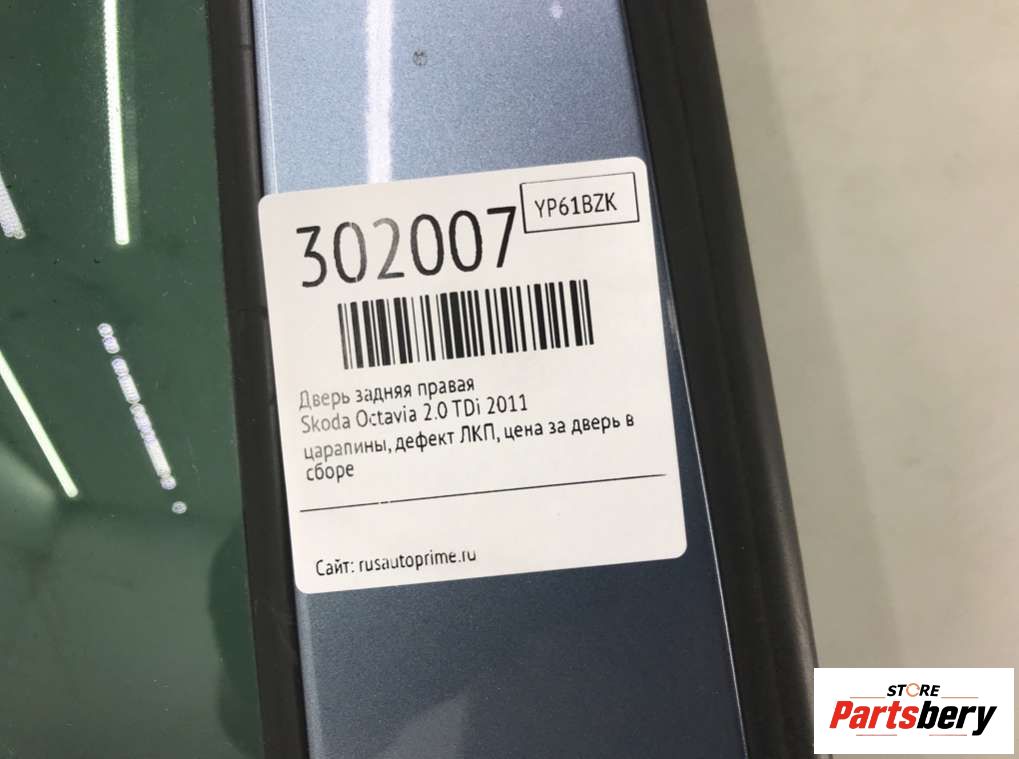 302007
YP61BZK
Дверь задняя правая
Skoda Octavia 2.0 TDi 2011
царапины, дефект ЛКП, цена за дверь в
сборе
Сайт: rusautoprime.ru
STORE
Partsbery